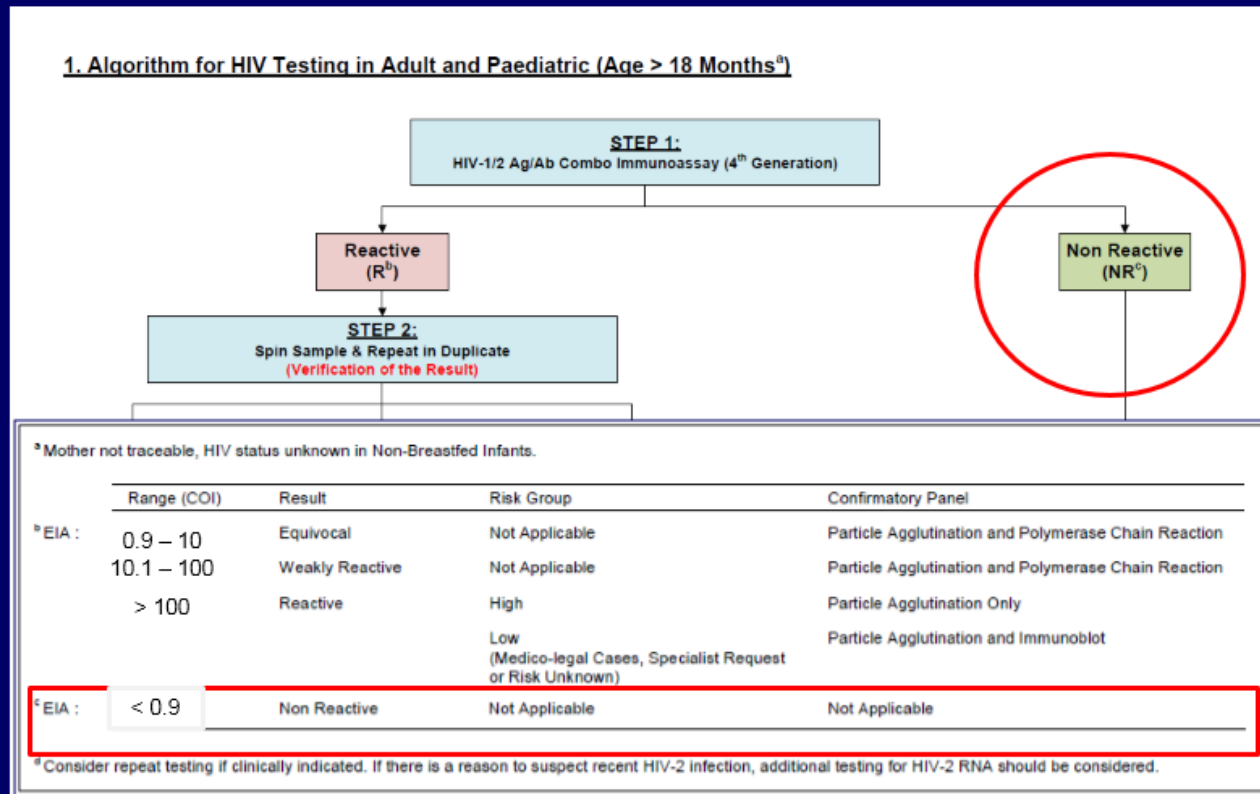 1. Algorithm for HIV Testing in Adult and Paediatric (Age > 18 Months^a)
STEP 1:
HIV-1/2 Ag/Ab Combo Immunoassay (4th Generation)
Reactive
(R^b)
Non Reactive
(NR^c)
STEP 2:
Spin Sample & Repeat in Duplicate
(Verification of the Result)
^a Mother not traceable, HIV status unknown in Non-Breastfed Infants.
Range (COI) Result Risk Group Confirmatory Panel
^b EIA : 0.9 – 10 Equivocal Not Applicable Particle Agglutination and Polymerase Chain Reaction
10.1 – 100 Weakly Reactive Not Applicable Particle Agglutination and Polymerase Chain Reaction
> 100 Reactive High Particle Agglutination Only
Low Particle Agglutination and Immunoblot
(Medico-legal Cases, Specialist Request
or Risk Unknown)
^c EIA : < 0.9 Non Reactive Not Applicable Not Applicable
^d Consider repeat testing if clinically indicated. If there is a reason to suspect recent HIV-2 infection, additional testing for HIV-2 RNA should be considered.